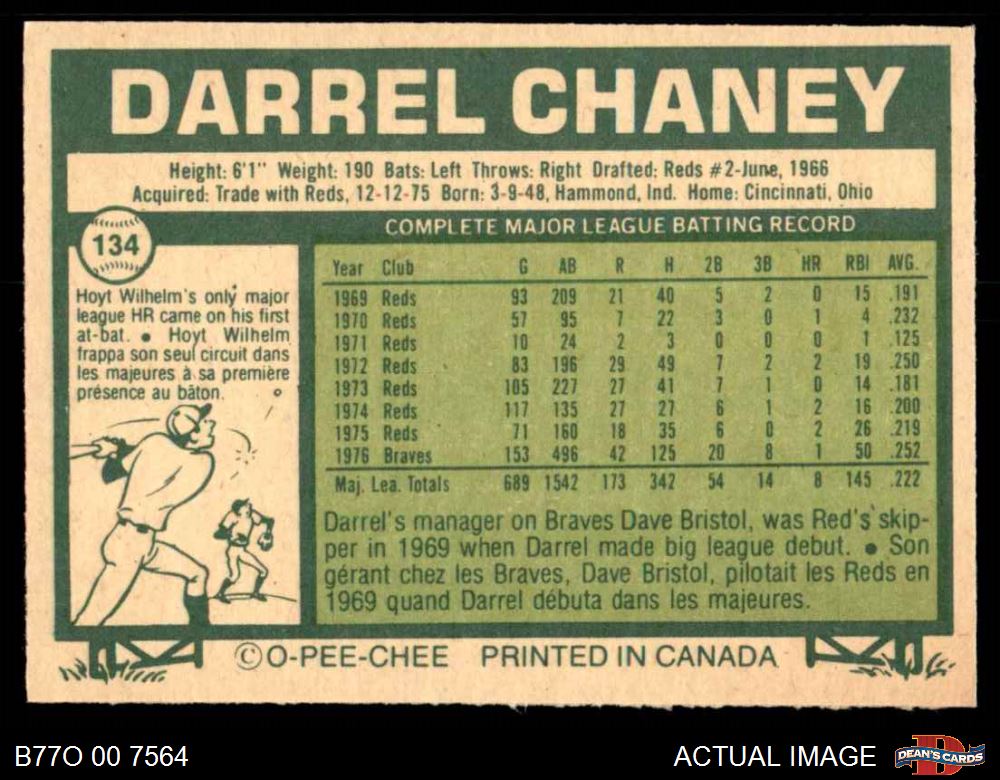 DARREL CHANEY
Height: 6'1" Weight: 190 Bats: Left Throws: Right Drafted: Reds #2-June, 1966
Acquired: Trade with Reds, 12-12-75 Born: 3-9-48, Hammond, Ind. Home: Cincinnati, Ohio
134
Hoyt Wilhelm's only major
league HR came on his first
at-bat. ● Hoyt Wilhelm
frappa son seul circuit dans
les majeures à sa première
présence au bâton.
COMPLETE MAJOR LEAGUE BATTING RECORD
Year Club G AB R H 2B 3B HR RBI AVG.
1969 Reds 93 209 21 40 5 2 0 15 .191
1970 Reds 57 95 7 22 3 0 1 4 .232
1971 Reds 10 24 2 3 0 0 0 1 .125
1972 Reds 83 196 29 49 7 2 2 19 .250
1973 Reds 105 227 27 41 7 1 0 14 .181
1974 Reds 117 135 27 27 6 1 2 16 .200
1975 Reds 71 160 18 35 6 0 2 26 .219
1976 Braves 153 496 42 125 20 8 1 50 .252
Maj. Lea. Totals 689 1542 173 342 54 14 8 145 .222
Darrel's manager on Braves Dave Bristol, was Red's skip-
per in 1969 when Darrel made big league debut. ● Son
gérant chez les Braves, Dave Bristol, pilotait les Reds en
1969 quand Darrel débuta dans les majeures.
©O-PEE-CHEE PRINTED IN CANADA
B77O 00 7564
ACTUAL IMAGE
DEAN'S CARDS